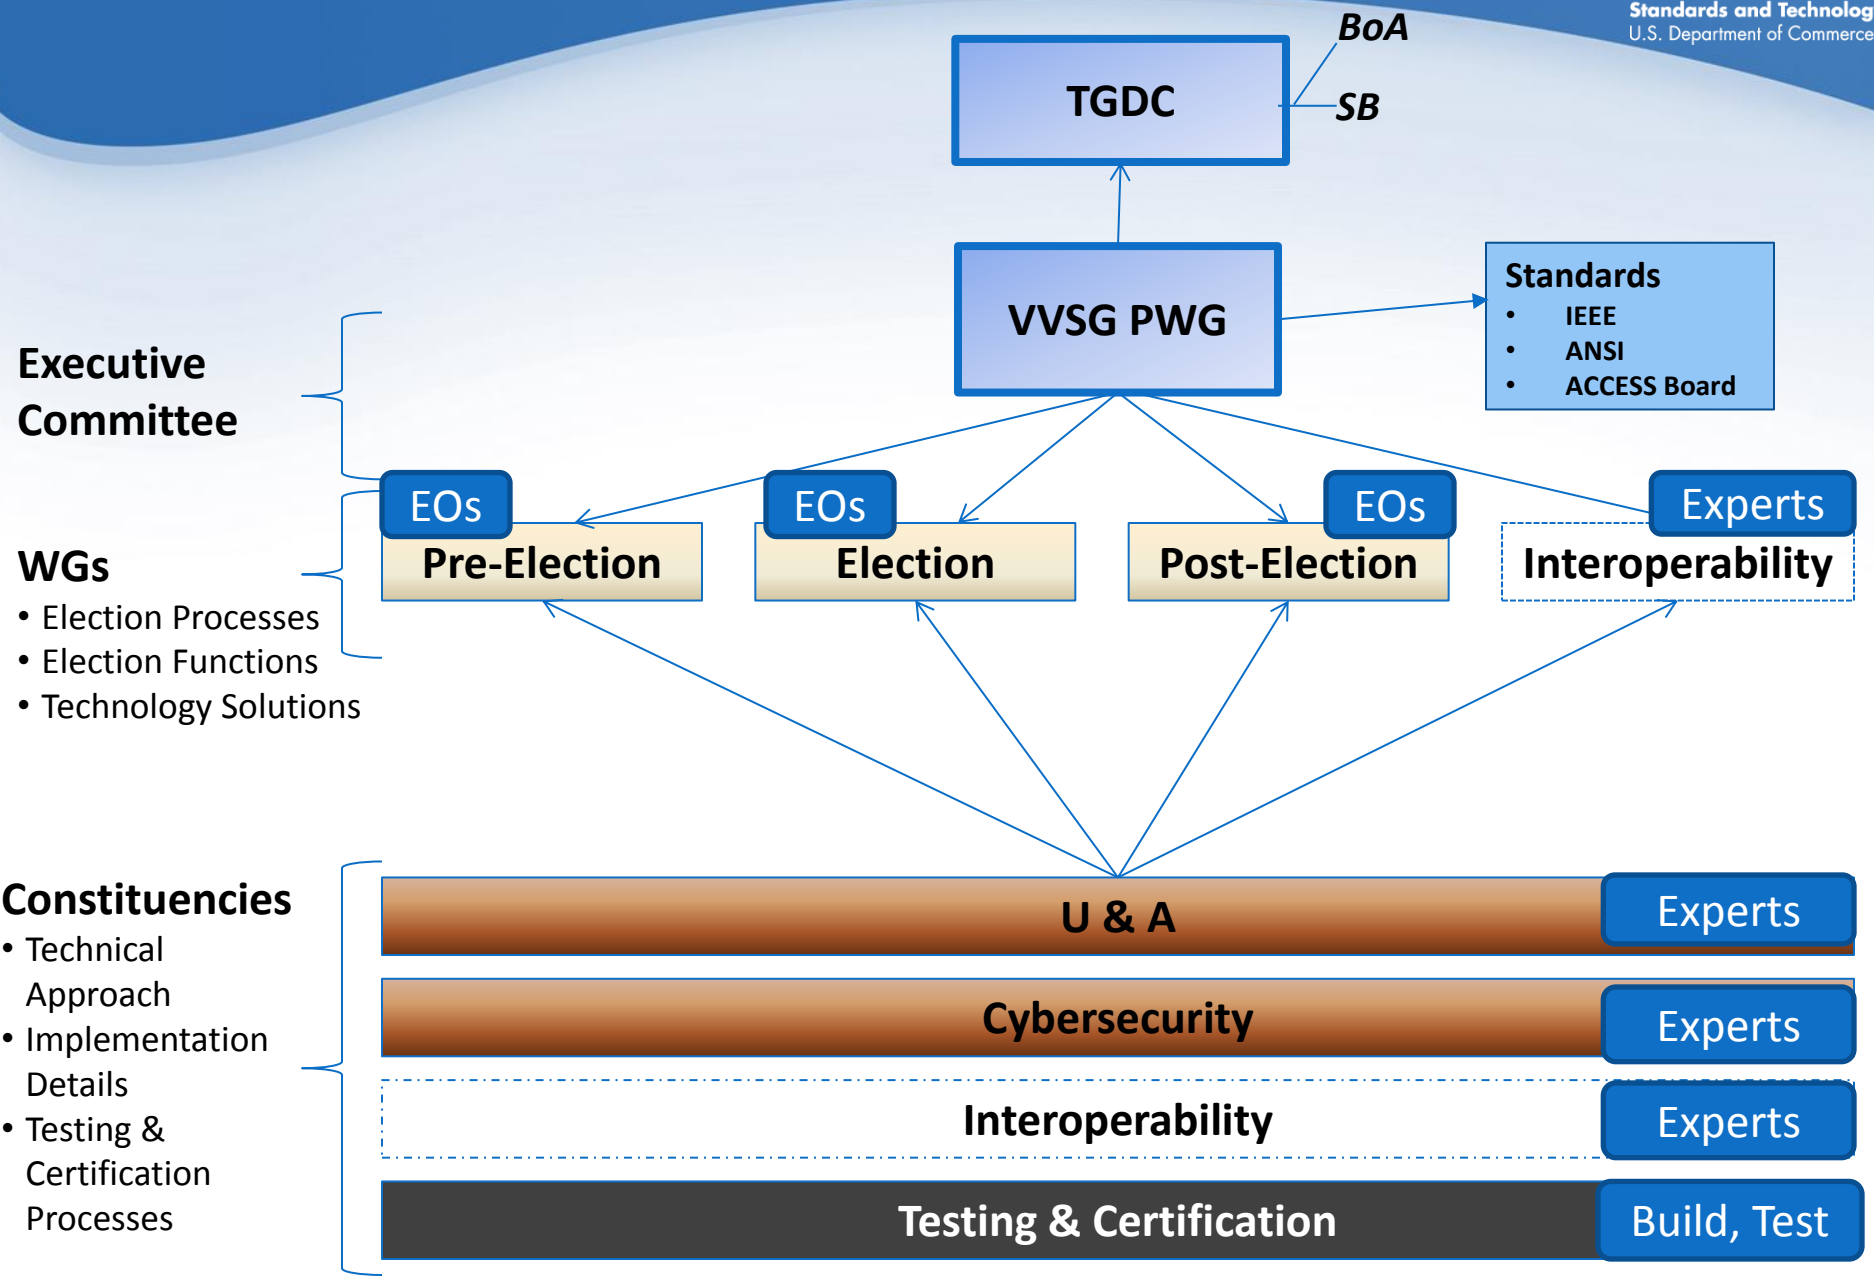 Standards and Technolog
U.S. Department of Commerce
BoA
TGDC
SB
VVSG PWG
Standards
• IEEE
• ANSI
• ACCESS Board
Executive
Committee
EOs
EOs
EOs
Experts
Pre-Election
Election
Post-Election
Interoperability
WGs
• Election Processes
• Election Functions
• Technology Solutions
Constituencies
• Technical
Approach
• Implementation
Details
• Testing &
Certification
Processes
U & A
Experts
Cybersecurity
Experts
Interoperability
Experts
Testing & Certification
Build, Test